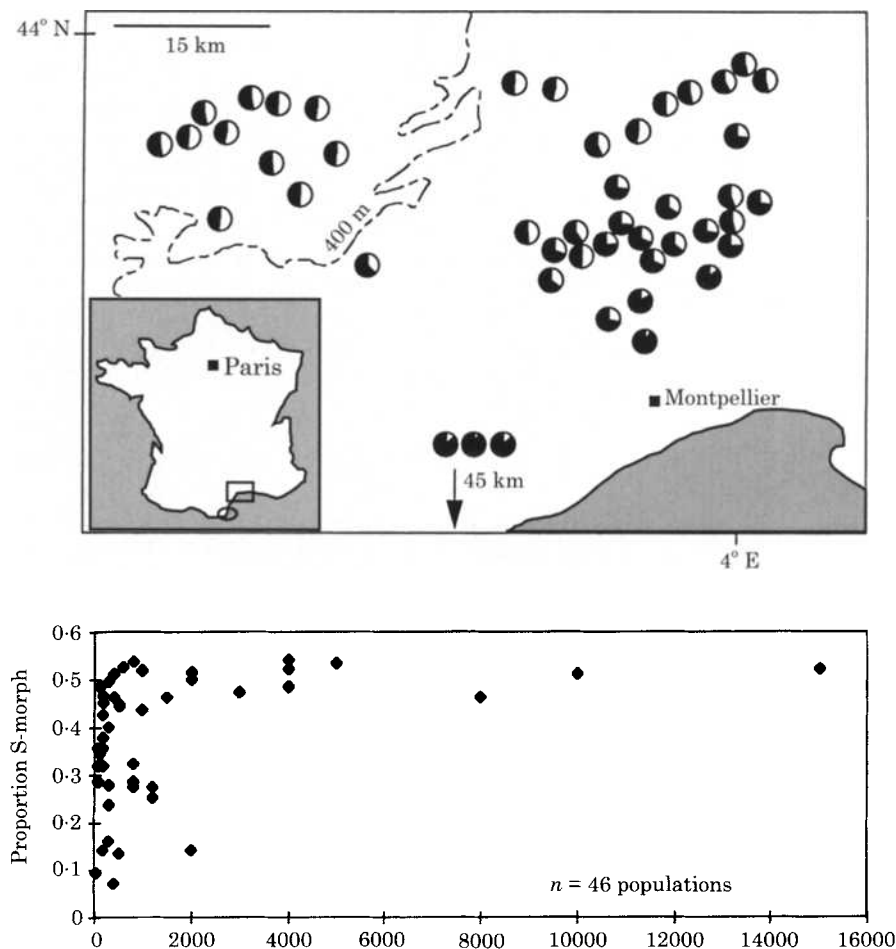 44° N
15 km
400 m
Paris
Montpellier
45 km
4° E
Proportion S-morph
0·6
0·5
0·4
0·3
0·2
0·1
0
n = 46 populations
0 2000 4000 6000 8000 10000 12000 14000 16000